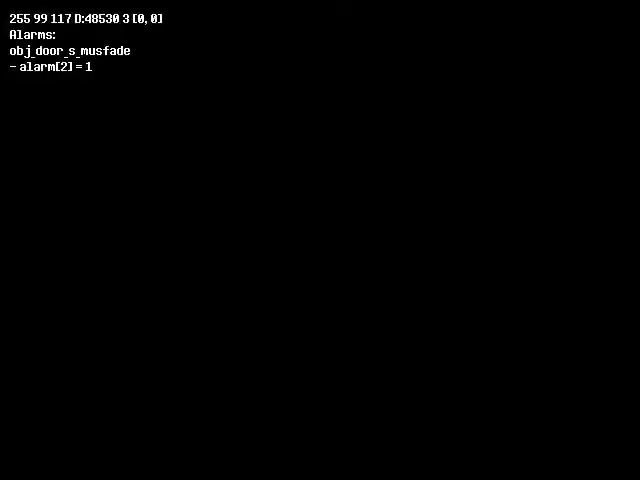 255 99 117 D:48530 3 [0, 0]
Alarms:
obj_door_s_musfade
- alarm[2] = 1